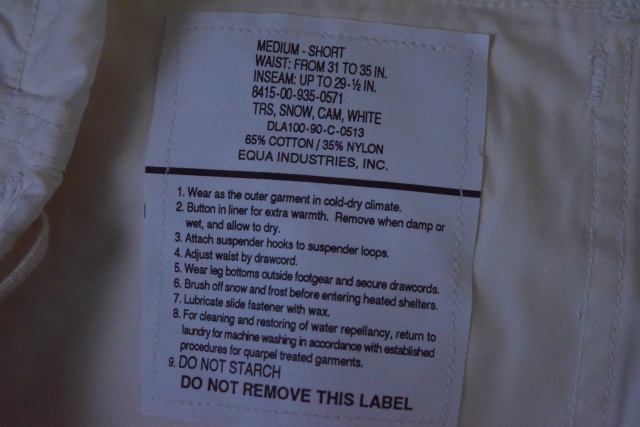 MEDIUM - SHORT
WAIST: FROM 31 TO 35 IN.
INSEAM: UP TO 29-½ IN.
8415-00-935-0571
TRS, SNOW, CAM, WHITE
DLA100-90-C-0513
65% COTTON / 35% NYLON
EQUA INDUSTRIES, INC.
1. Wear as the outer garment in cold-dry climate.
2. Button in liner for extra warmth. Remove when damp or
wet, and allow to dry.
3. Attach suspender hooks to suspender loops.
4. Adjust waist by drawcord.
5. Wear leg bottoms outside footgear and secure drawcords.
6. Brush off snow and frost before entering heated shelters.
7. Lubricate slide fastener with wax.
8. For cleaning and restoring of water repellancy, return to
laundry for machine washing in accordance with established
procedures for quarpel treated garments.
9. DO NOT STARCH
DO NOT REMOVE THIS LABEL